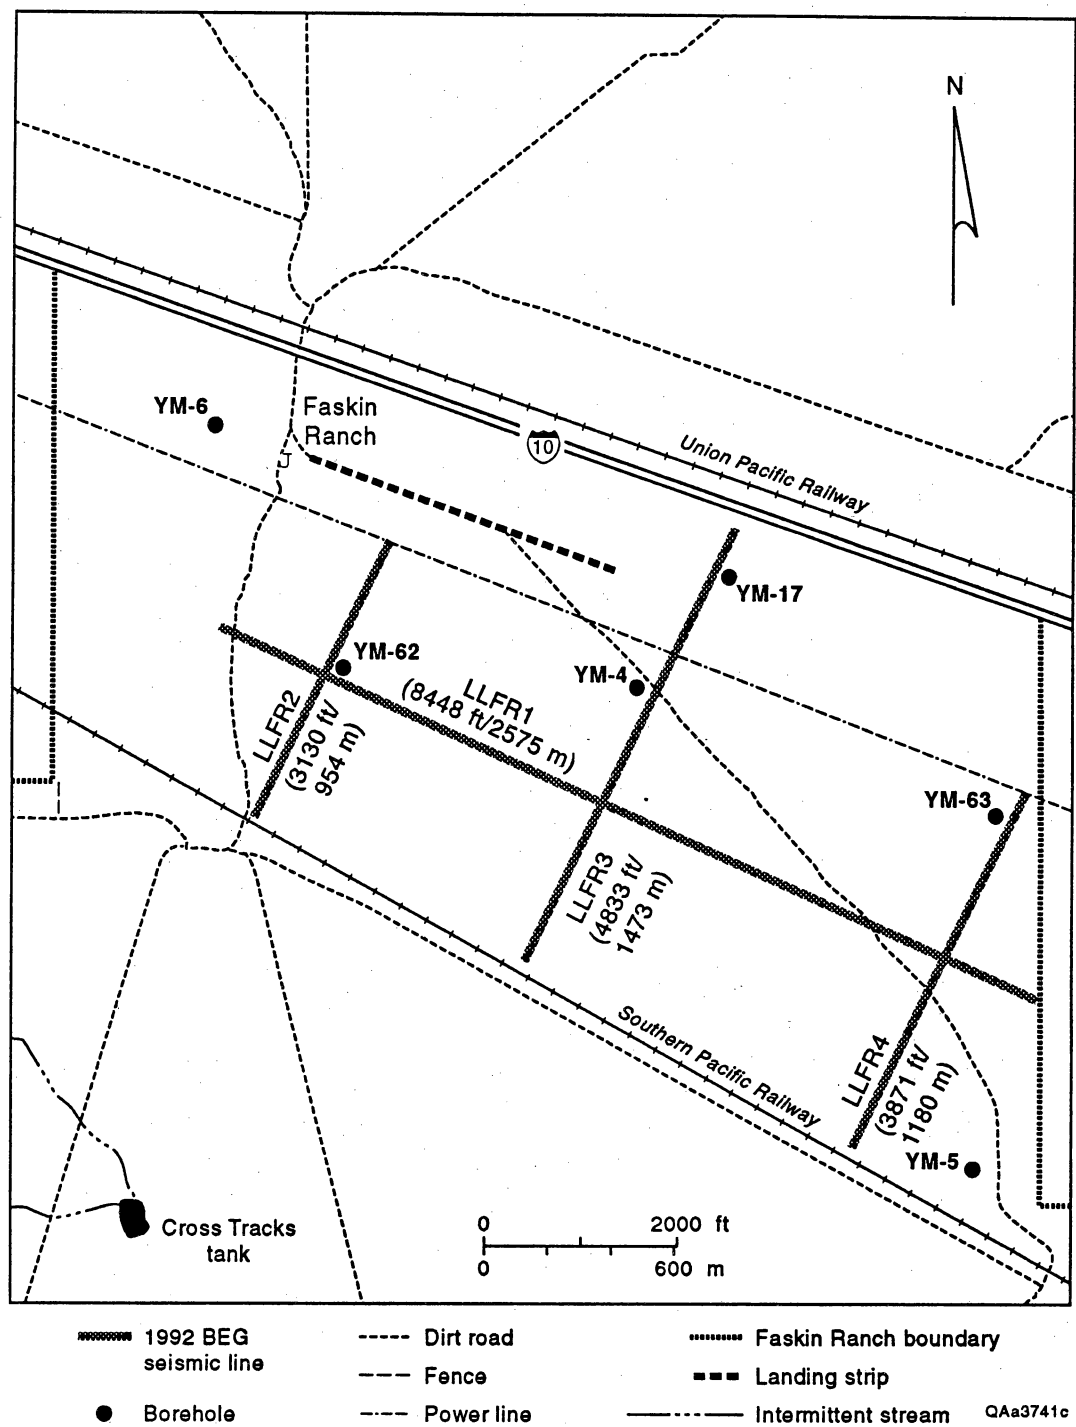 N
YM-6
Faskin
Ranch
J
10
Union Pacific Railway
YM-17
YM-62
YM-4
LLFR1
(8448 ft/2575 m)
LLFR2
(3130 ft/
954 m)
YM-63
LLFR3
(4833 ft/
1473 m)
Southern Pacific Railway
LLFR4
(3871 ft/
1180 m)
YM-5
Cross Tracks
tank
0 2000 ft
0 600 m
1992 BEG
seismic line
Dirt road
Faskin Ranch boundary
Fence
Landing strip
Borehole
Power line
Intermittent stream
QAa3741c